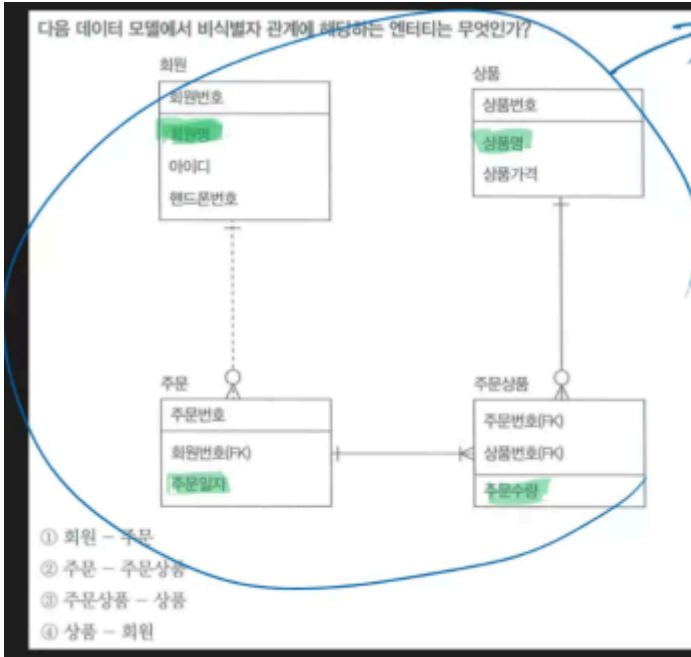 다음 데이터 모델에서 비식별자 관계에 해당하는 엔터티는 무엇인가?
회원
회원번호
회원명
아이디
핸드폰번호
상품
상품번호
상품명
상품가격
주문
주문번호
회원번호(FK)
주문일자
주문상품
주문번호(FK)
상품번호(FK)
주문수량
① 회원 – 주문
② 주문 – 주문상품
③ 주문상품 – 상품
④ 상품 – 회원